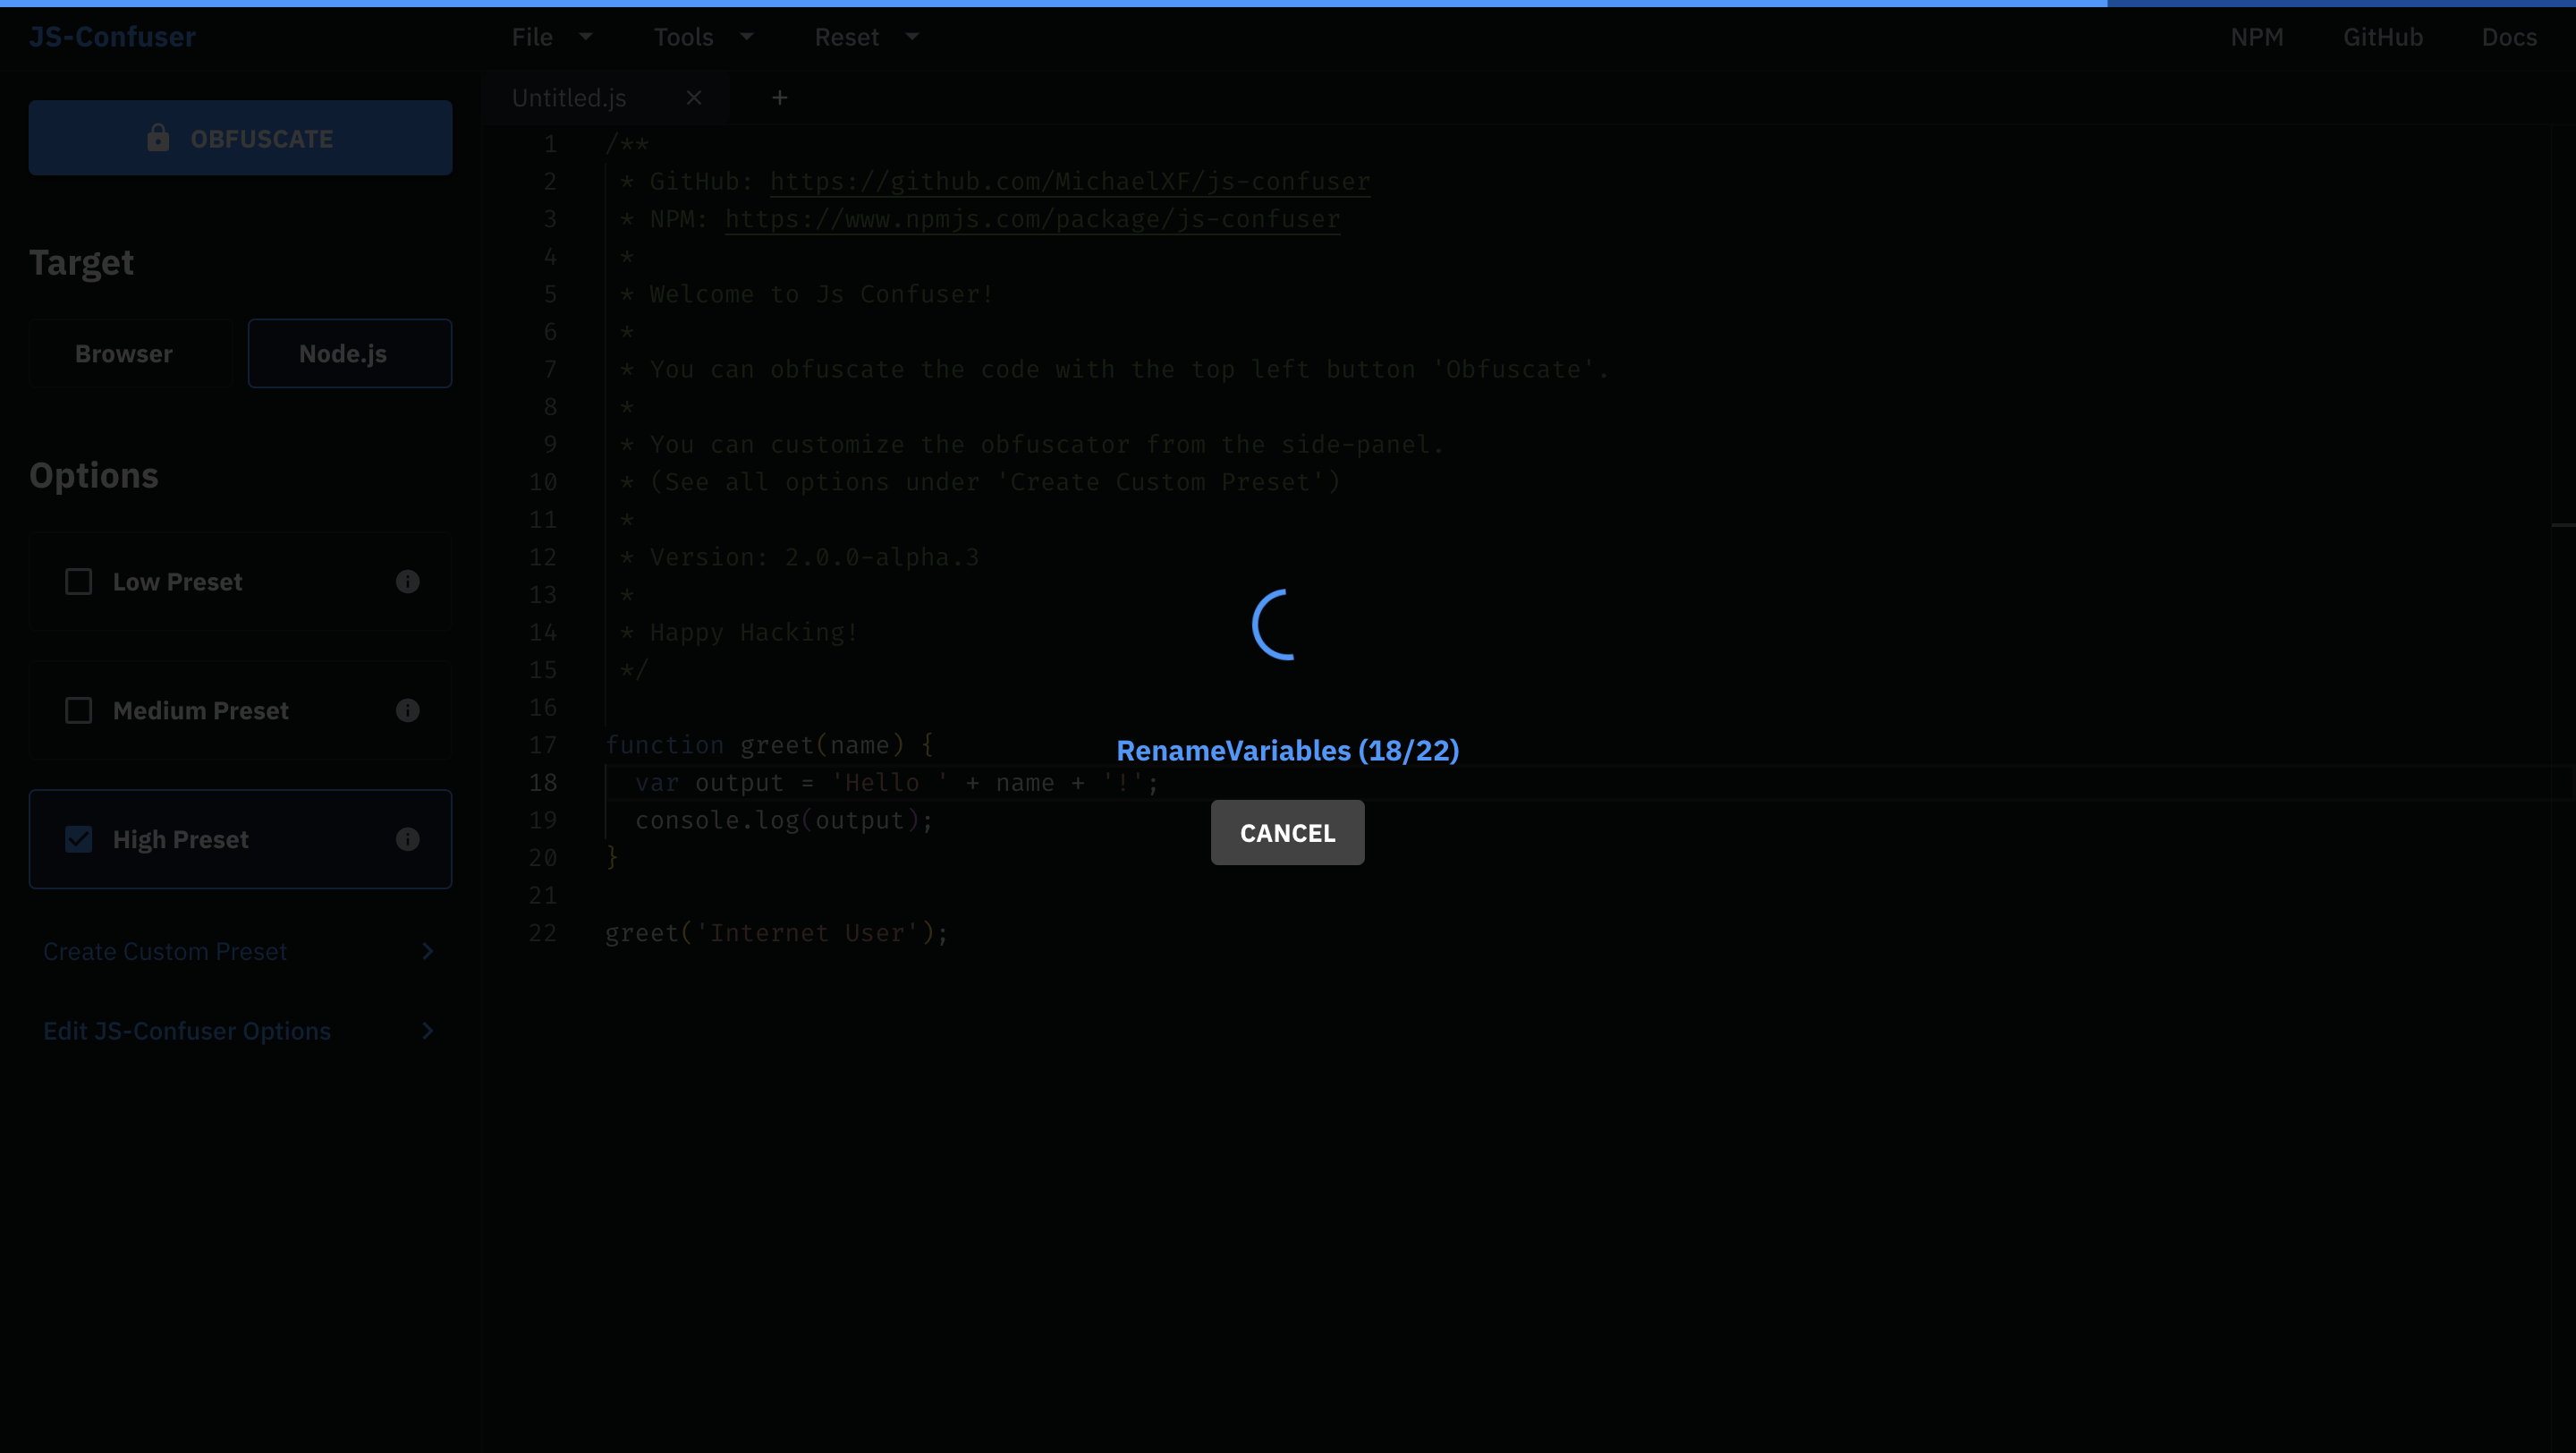 JS-Confuser
File
Tools
Reset
NPM
GitHub
Docs
OBFUSCATE
Target
Browser
Node.js
Options
Low Preset
Medium Preset
High Preset
Create Custom Preset
Edit JS-Confuser Options
Untitled.js
1 /**
2 * GitHub: https://github.com/MichaelXF/js-confuser
3 * NPM: https://www.npmjs.com/package/js-confuser
4 *
5 * Welcome to Js Confuser!
6 *
7 * You can obfuscate the code with the top left button 'Obfuscate'.
8 *
9 * You can customize the obfuscator from the side-panel.
10 * (See all options under 'Create Custom Preset')
11 *
12 * Version: 2.0.0-alpha.3
13 *
14 * Happy Hacking!
15 */
16
17 function greet(name) {
18 var output = 'Hello ' + name + '!';
19 console.log(output);
20 }
21
22 greet('Internet User');
RenameVariables (18/22)
CANCEL